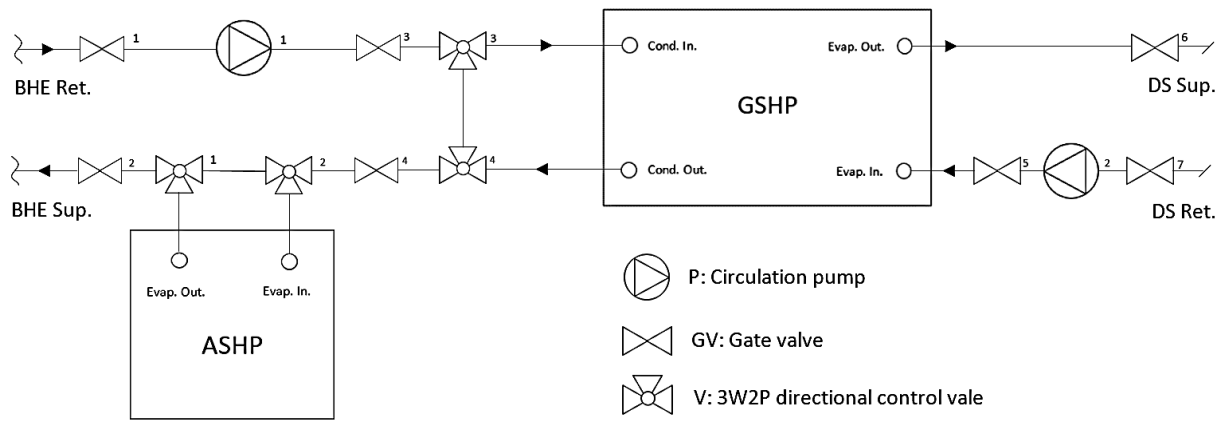 1
1
3
3
Cond. In.
Evap. Out.
6
BHE Ret.
GSHP
DS Sup.
2
1
2
4
4
Cond. Out.
Evap. In.
5
2
7
BHE Sup.
DS Ret.
Evap. Out.
Evap. In.
ASHP
P: Circulation pump
GV: Gate valve
V: 3W2P directional control vale